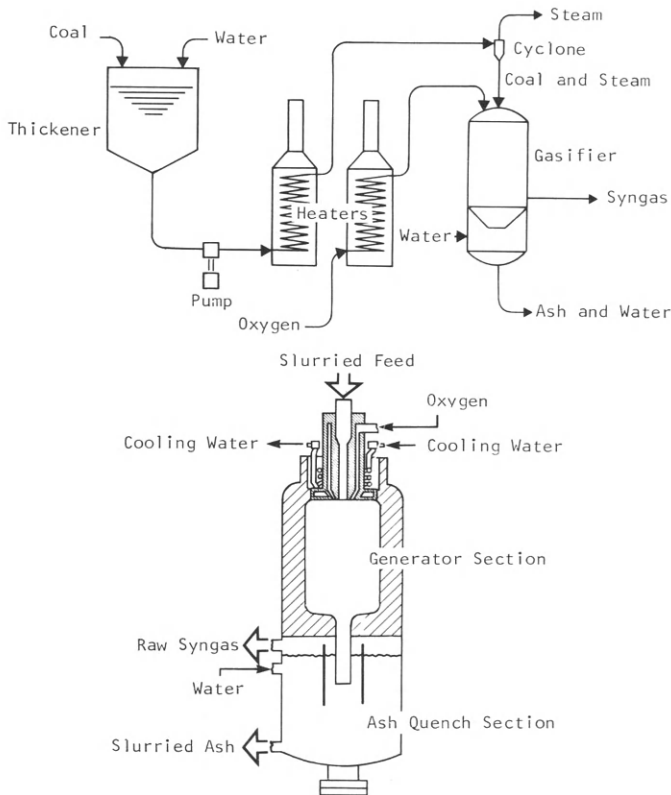 Steam
Coal
Water
Cyclone
Coal and Steam
Thickener
Gasifier
Syngas
Heaters
Water
Pump
Oxygen
Ash and Water
Slurried Feed
Oxygen
Cooling Water
Cooling Water
Generator Section
Raw Syngas
Water
Ash Quench Section
Slurried Ash